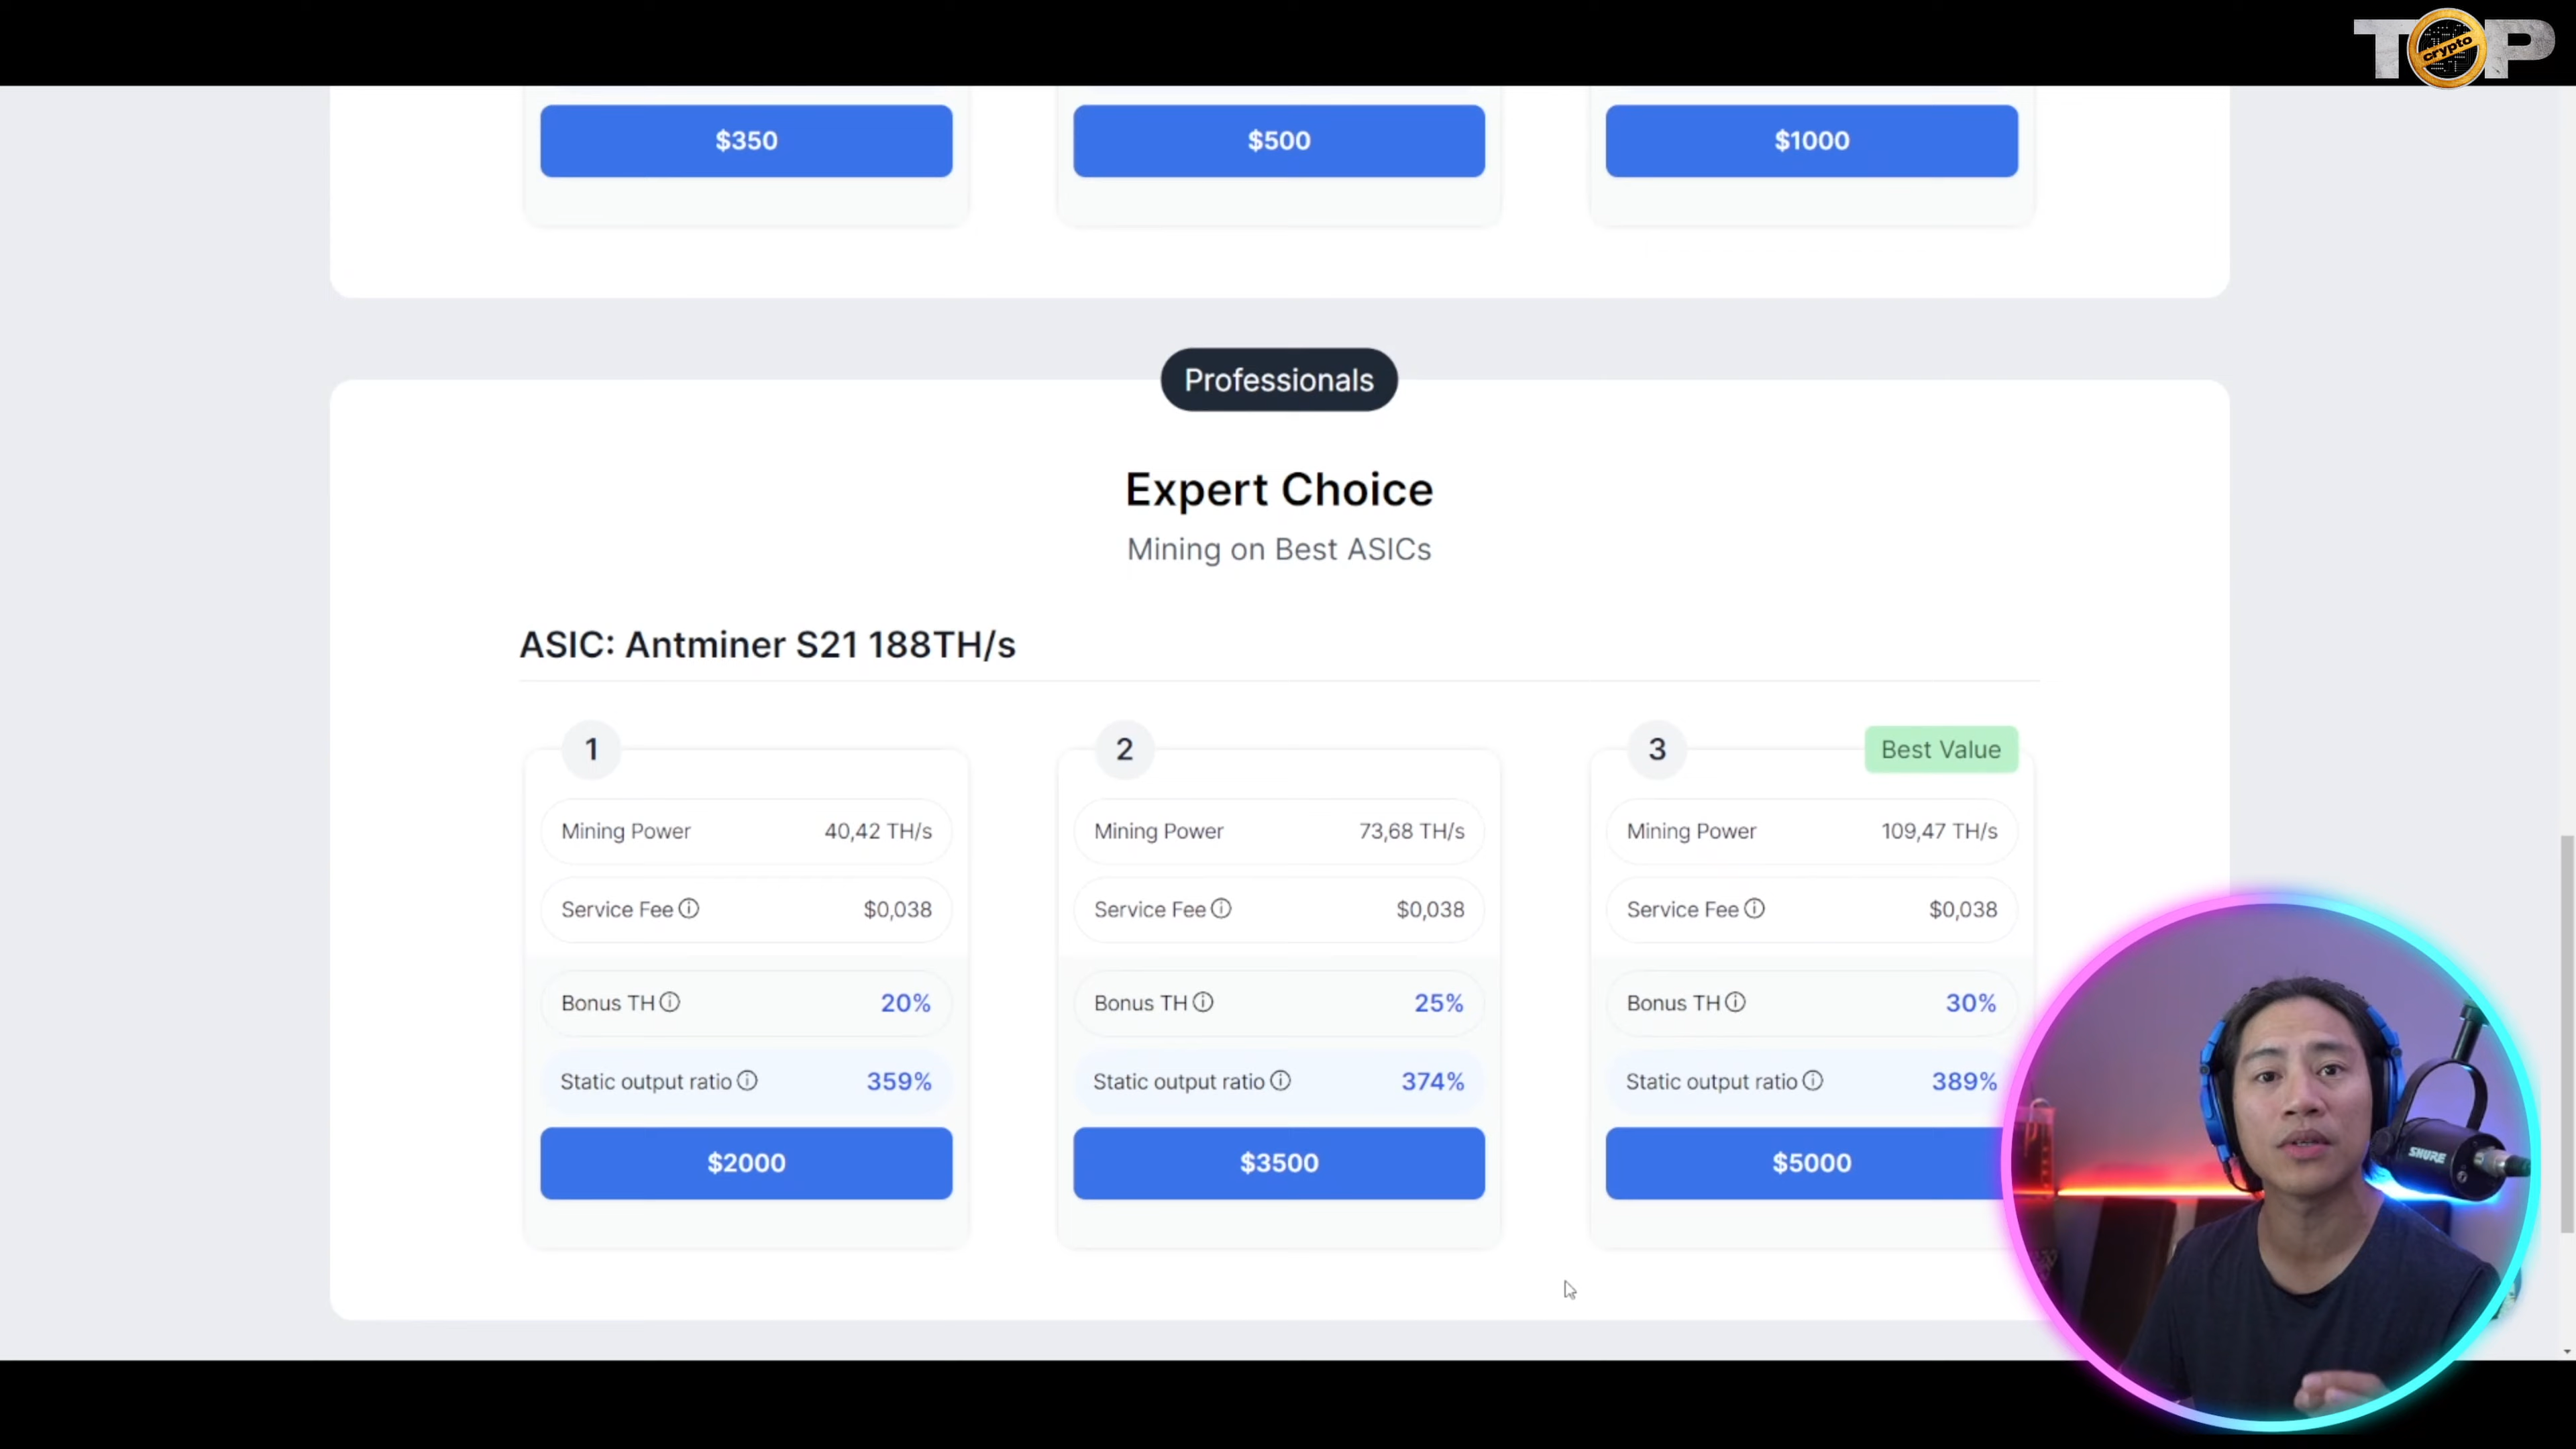 TOP
crypto
$350
$500
$1000
Professionals
Expert Choice
Mining on Best ASICs
ASIC: Antminer S21 188TH/s
1
2
3
Best Value
Mining Power 40,42 TH/s
Mining Power 73,68 TH/s
Mining Power 109,47 TH/s
Service Fee $0,038
Service Fee $0,038
Service Fee $0,038
Bonus TH 20%
Bonus TH 25%
Bonus TH 30%
Static output ratio 359%
Static output ratio 374%
Static output ratio 389%
$2000
$3500
$5000
SHURE